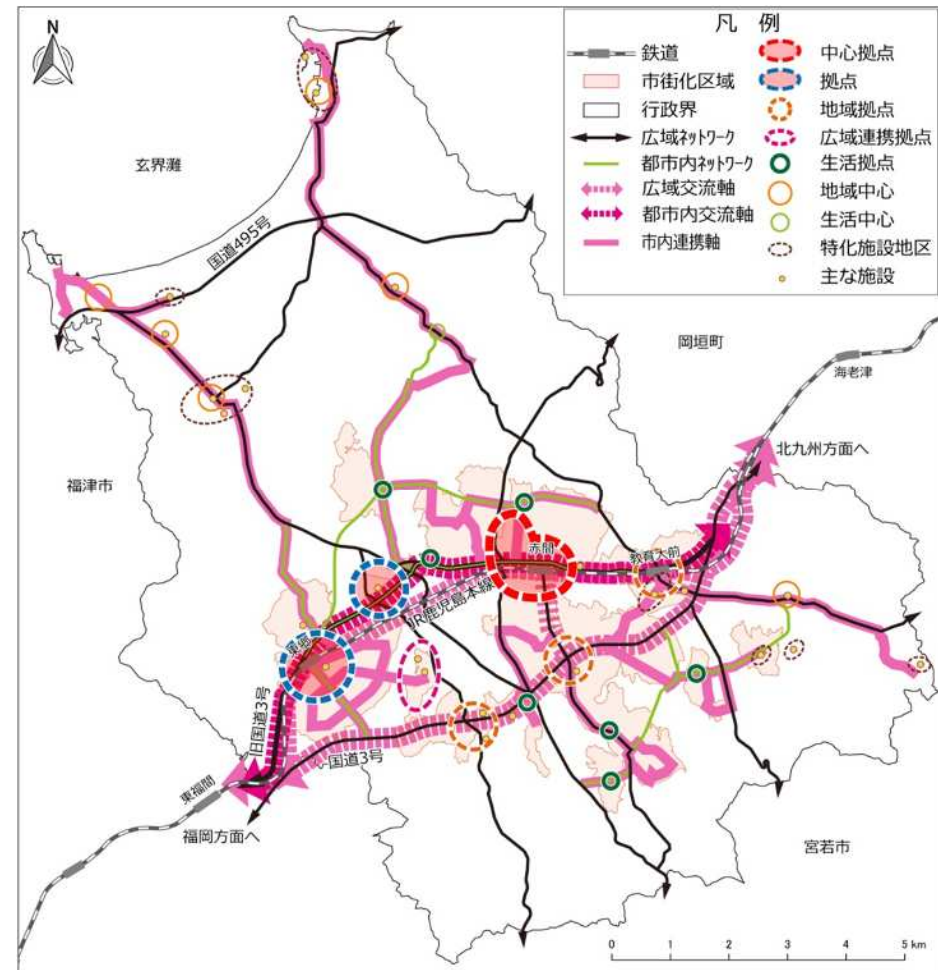 N
凡 例
鉄道
市街化区域
行政界
広域ネットワーク
都市内ネットワーク
広域交流軸
都市内交流軸
市内連携軸
中心拠点
拠点
地域拠点
広域連携拠点
生活拠点
地域中心
生活中心
特化施設地区
主な施設
玄界灘
国道495号
岡垣町
海老津
北九州方面へ
福津市
赤間
教育大前
JR鹿児島本線
東郷
旧国道3号
国道3号
東福間
福岡方面へ
宮若市
0 1 2 3 4 5 km